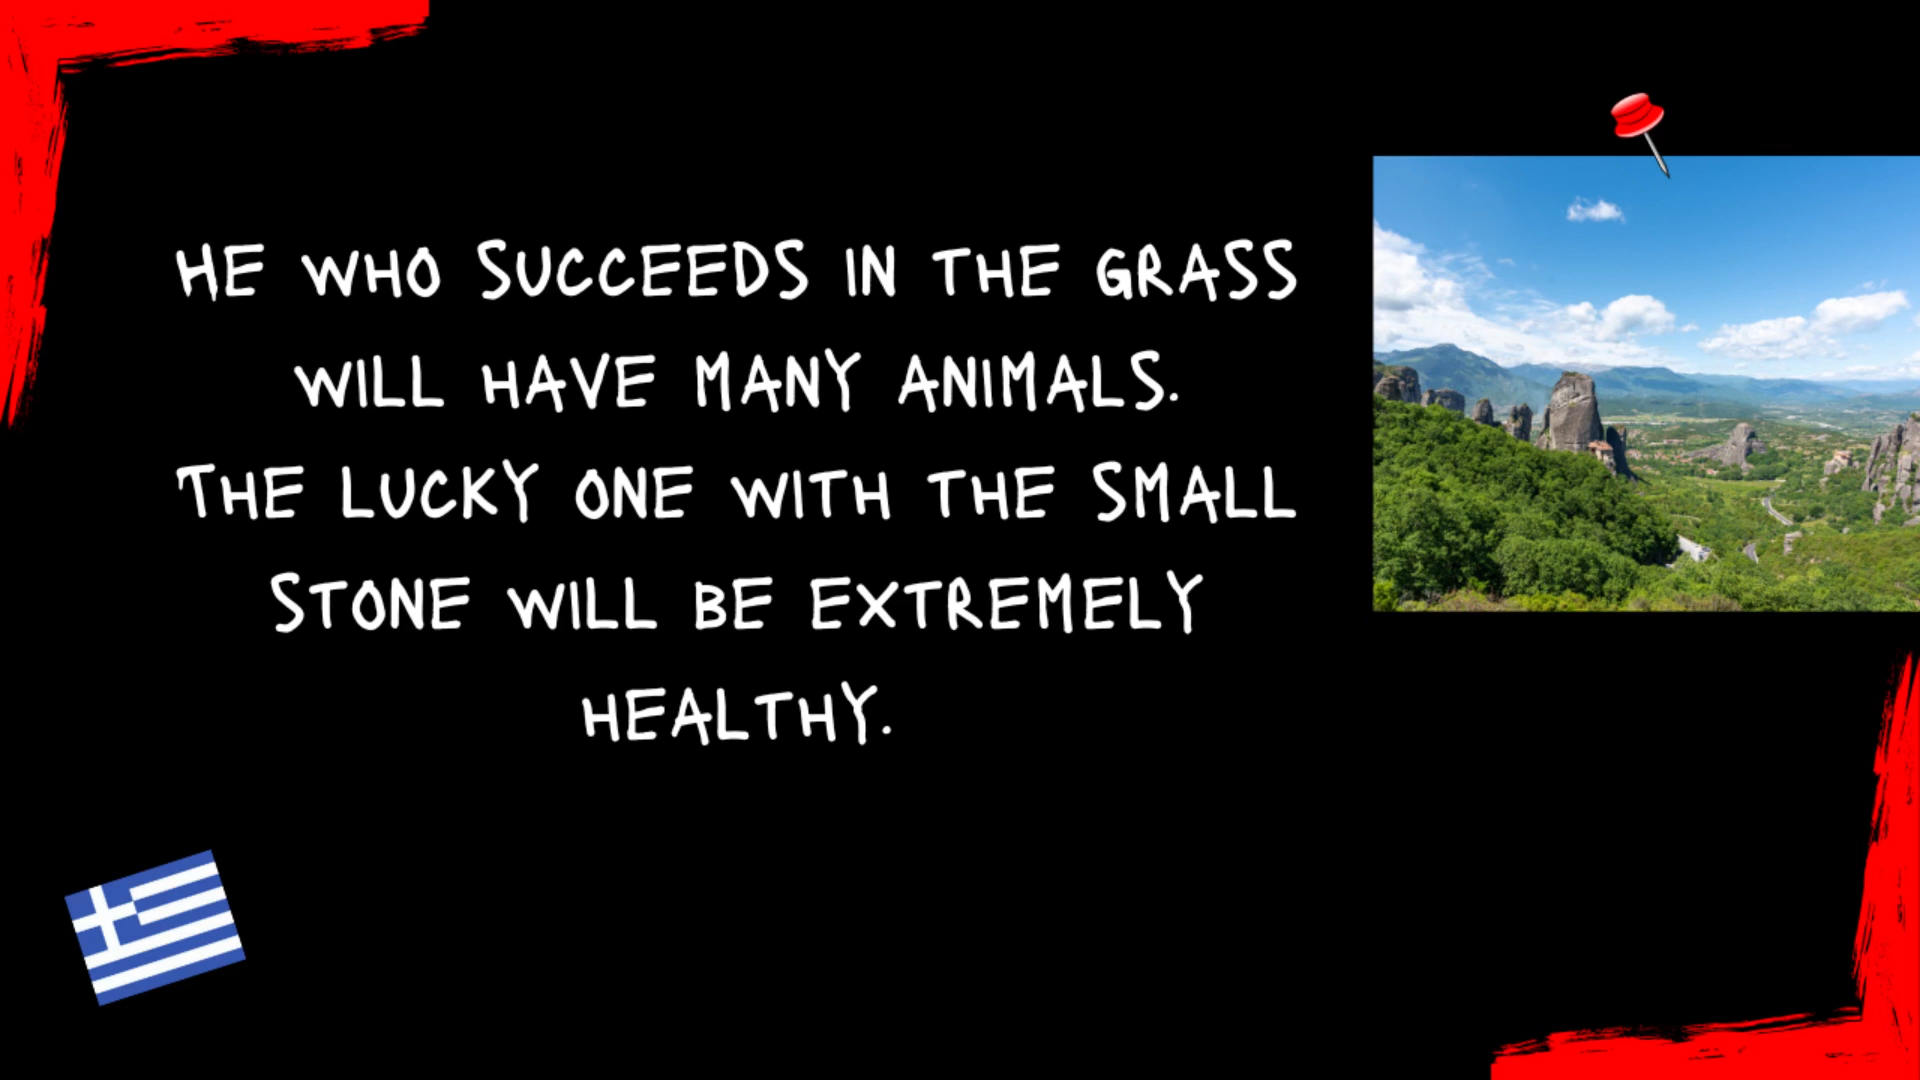 HE WHO SUCCEEDS IN THE GRASS
WILL HAVE MANY ANIMALS.
THE LUCKY ONE WITH THE SMALL
STONE WILL BE EXTREMELY
HEALTHY.